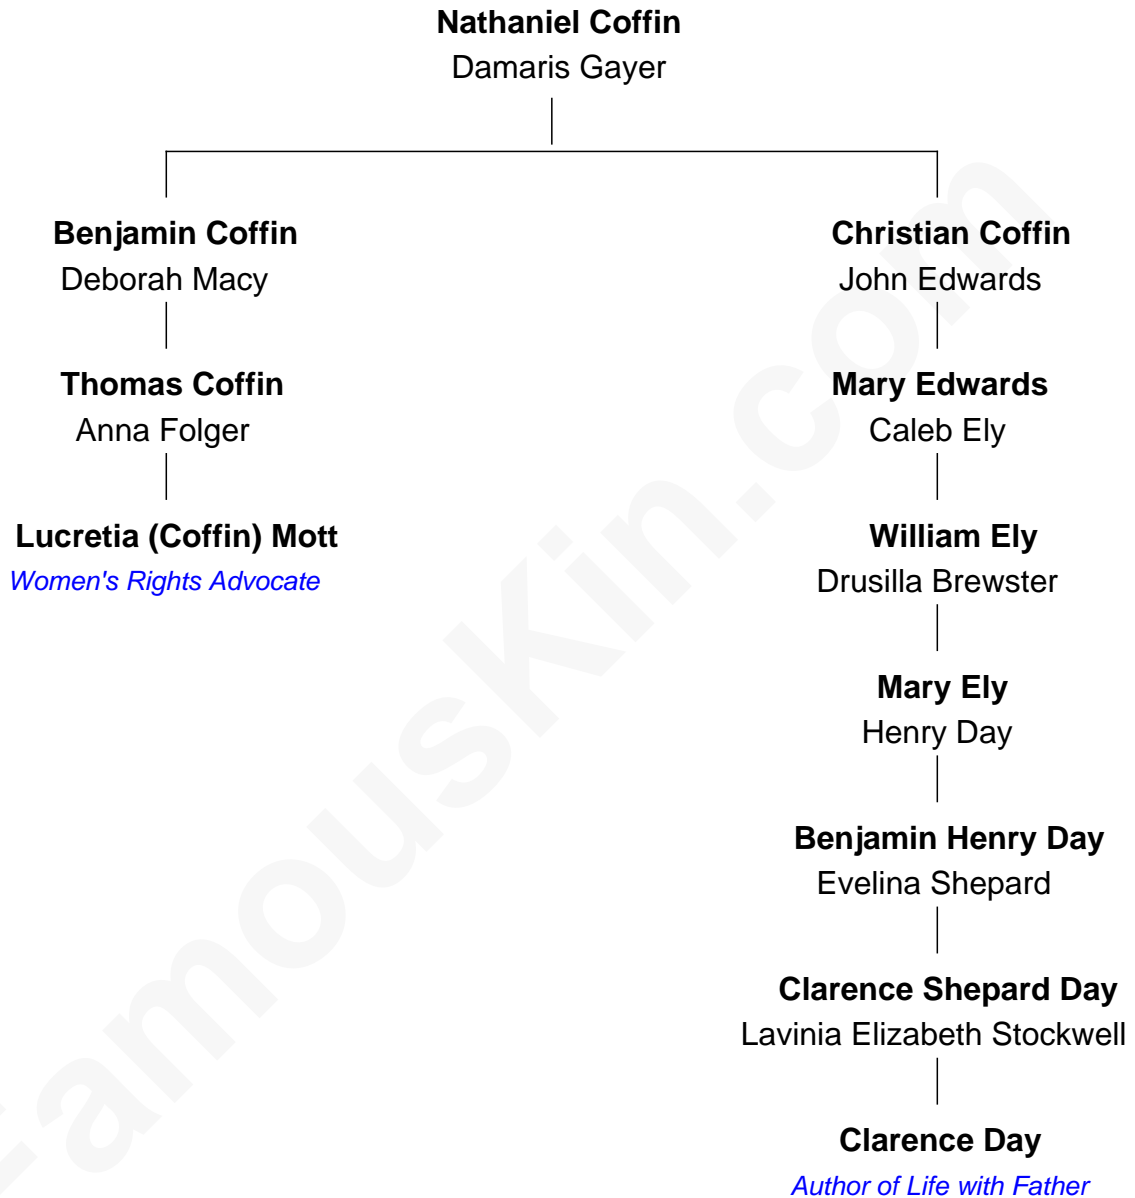 Nathaniel Coffin
Damaris Gayer
Benjamin Coffin
Deborah Macy
Christian Coffin
John Edwards
Thomas Coffin
Anna Folger
Mary Edwards
Caleb Ely
Lucretia (Coffin) Mott
Women's Rights Advocate
William Ely
Drusilla Brewster
Mary Ely
Henry Day
Benjamin Henry Day
Evelina Shepard
Clarence Shepard Day
Lavinia Elizabeth Stockwell
Clarence Day
Author of Life with Father
FamousKin.com